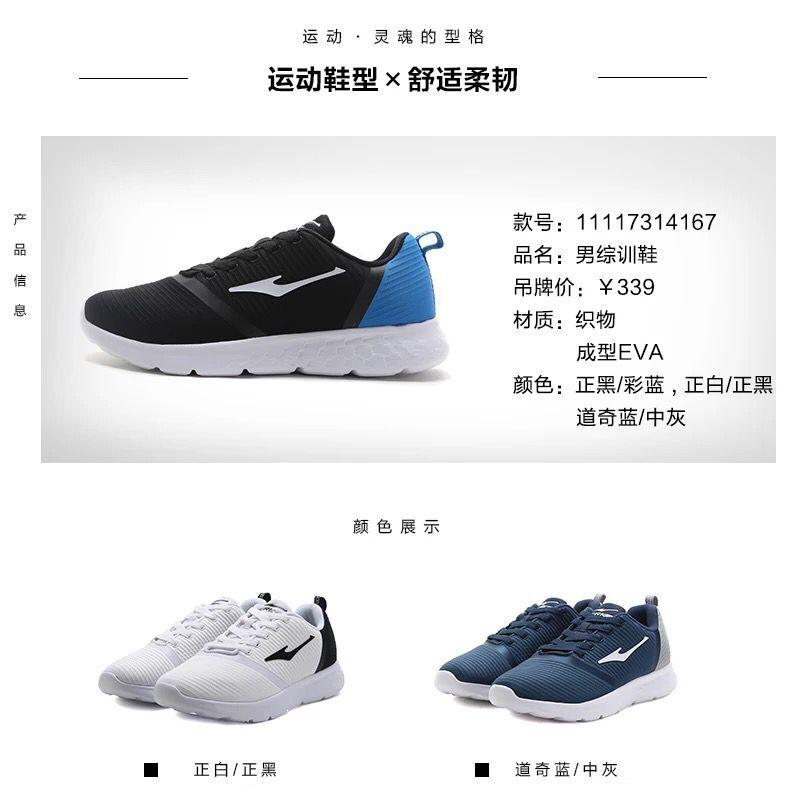 运动·灵魂的型格
运动鞋型×舒适柔韧
产品信息
款号：11117314167
品名：男综训鞋
吊牌价：￥339
材质：织物
成型EVA
颜色：正黑/彩蓝，正白/正黑
道奇蓝/中灰
颜色展示
正白/正黑
道奇蓝/中灰